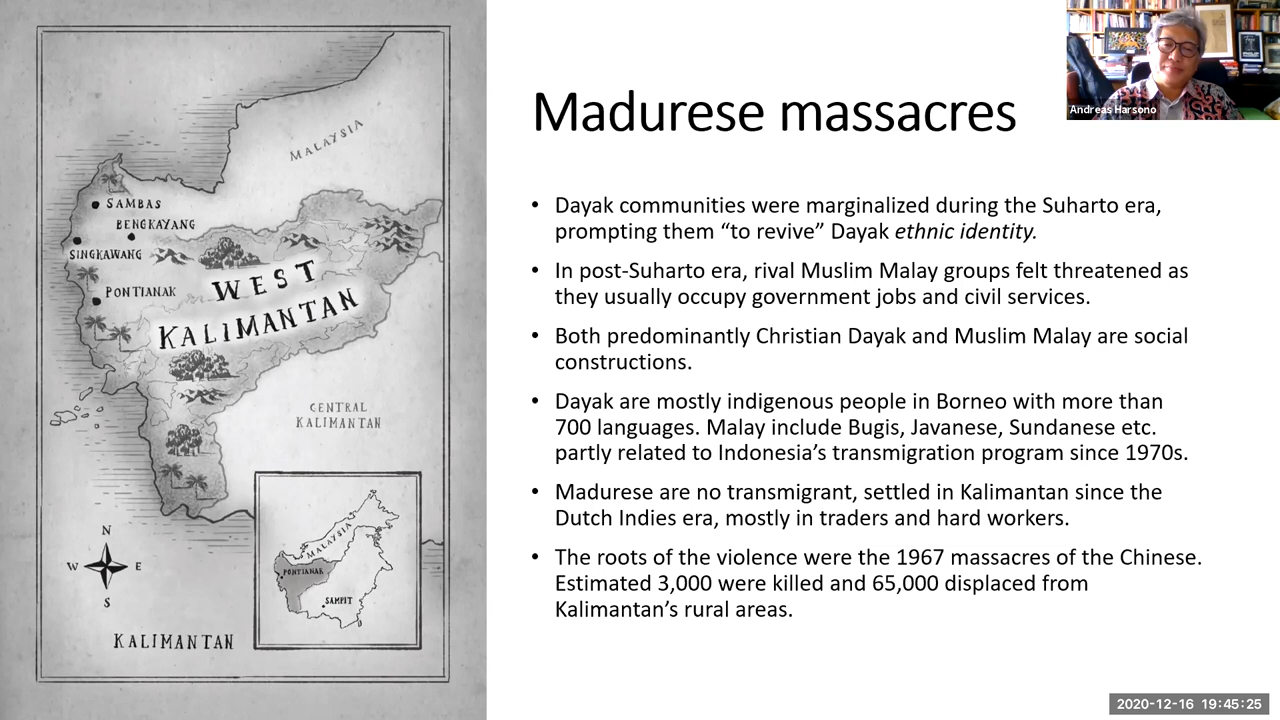 MALAYSIA
SAMBAS
BENGKAYANG
SINGKAWANG
PONTIANAK
WEST
KALIMANTAN
CENTRAL
KALIMANTAN
N
W E
S
KALIMANTAN
MALAYSIA
PONTIANAK
SAMPIT
Madurese massacres
Andreas Harsono
• Dayak communities were marginalized during the Suharto era,
prompting them “to revive” Dayak ethnic identity.
• In post-Suharto era, rival Muslim Malay groups felt threatened as
they usually occupy government jobs and civil services.
• Both predominantly Christian Dayak and Muslim Malay are social
constructions.
• Dayak are mostly indigenous people in Borneo with more than
700 languages. Malay include Bugis, Javanese, Sundanese etc.
partly related to Indonesia’s transmigration program since 1970s.
• Madurese are no transmigrant, settled in Kalimantan since the
Dutch Indies era, mostly in traders and hard workers.
• The roots of the violence were the 1967 massacres of the Chinese.
Estimated 3,000 were killed and 65,000 displaced from
Kalimantan’s rural areas.
2020-12-16 19:45:25